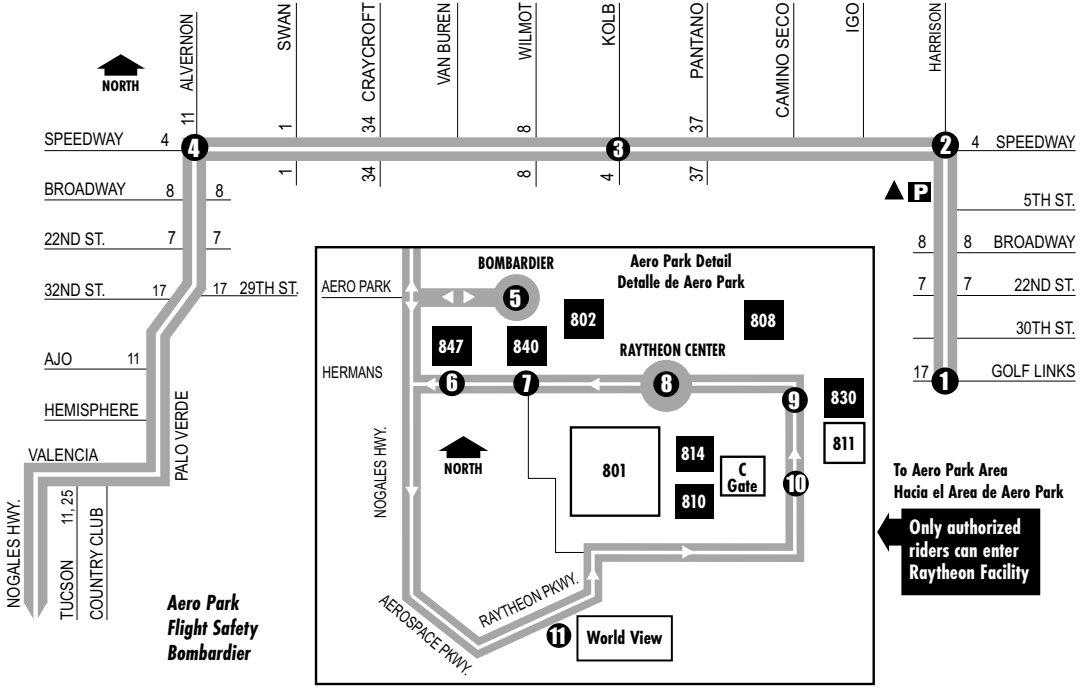 NORTH
ALVERNON
11
SWAN
1
CRAYCROFT
34
VAN BUREN
WILMOT
8
KOLB
PANTANO
37
CAMINO SECO
IGO
HARRISON
SPEEDWAY 4
4
3
2
4 SPEEDWAY
1
34
8
4
37
P
BROADWAY 8 8
22ND ST. 7 7
32ND ST. 17 17 29TH ST.
AJO 11
HEMISPHERE
VALENCIA
PALO VERDE
NOGALES HWY.
TUCSON 11, 25
COUNTRY CLUB
5TH ST.
8 8 BROADWAY
7 7 22ND ST.
30TH ST.
17 1 GOLF LINKS
Aero Park
Flight Safety
Bombardier
Aero Park Detail
Detalle de Aero Park
BOMBARDIER
AERO PARK
5
802
808
847
840
RAYTHEON CENTER
HERMANS
6
7
8
9
830
811
NOGALES HWY.
NORTH
801
814
810
C
Gate
10
RAYTHEON PKWY.
AEROSPACE PKWY.
11
World View
To Aero Park Area
Hacia el Area de Aero Park
Only authorized
riders can enter
Raytheon Facility